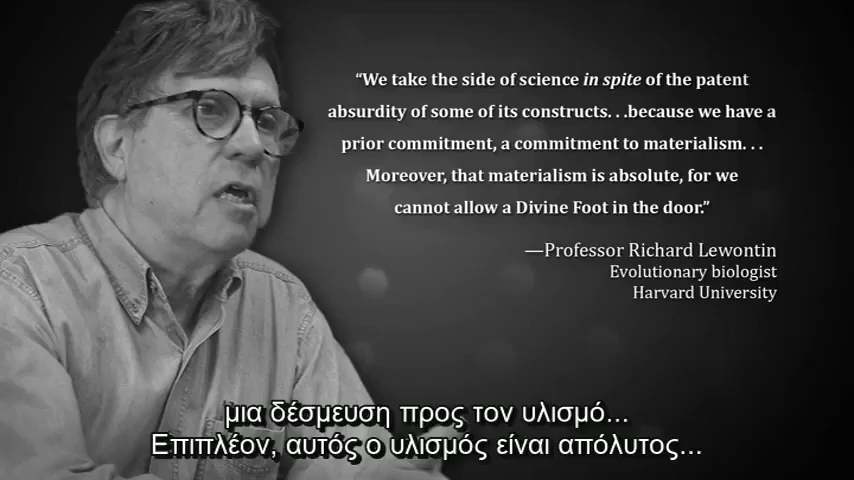 “We take the side of science in spite of the patent
absurdity of some of its constructs. . .because we have a
prior commitment, a commitment to materialism. . .
Moreover, that materialism is absolute, for we
cannot allow a Divine Foot in the door.”
—Professor Richard Lewontin
Evolutionary biologist
Harvard University
μια δέσμευση προς τον υλισμό...
Επιπλέον, αυτός ο υλισμός είναι απόλυτος...